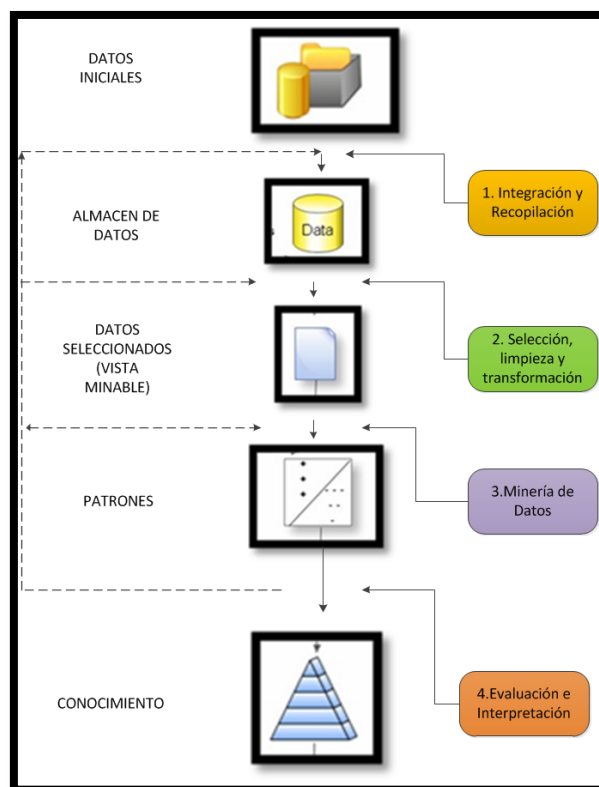 DATOS
INICIALES
1. Integración y
Recopilación
ALMACEN DE
DATOS
Data
DATOS
SELECCIONADOS
(VISTA
MINABLE)
2. Selección,
limpieza y
transformación
PATRONES
3.Minería de
Datos
CONOCIMIENTO
4.Evaluación e
Interpretación